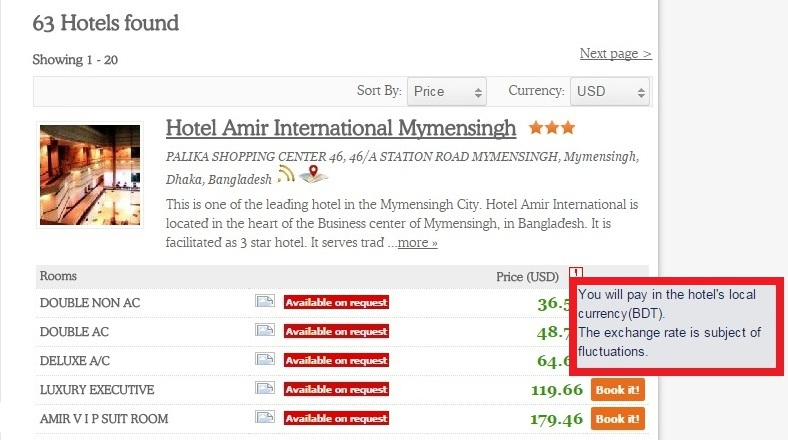 63 Hotels found
Showing 1 - 20
Next page >
Sort By: Price Currency: USD
Hotel Amir International Mymensingh
PALIKA SHOPPING CENTER 46, 46/A STATION ROAD MYMENSINGH, Mymensingh,
Dhaka, Bangladesh
This is one of the leading hotel in the Mymensingh City. Hotel Amir International is
located in the heart of the Business center of Mymensingh, in Bangladesh. It is
facilitated as 3 star hotel. It serves trad ...more »
Rooms Price (USD) !
You will pay in the hotel's local
currency(BDT).
The exchange rate is subject of
fluctuations.
DOUBLE NON AC Available on request 36.5
DOUBLE AC Available on request 48.7
DELUXE A/C Available on request 64.6
LUXURY EXECUTIVE Available on request 119.66 Book it!
AMIR V I P SUIT ROOM Available on request 179.46 Book it!